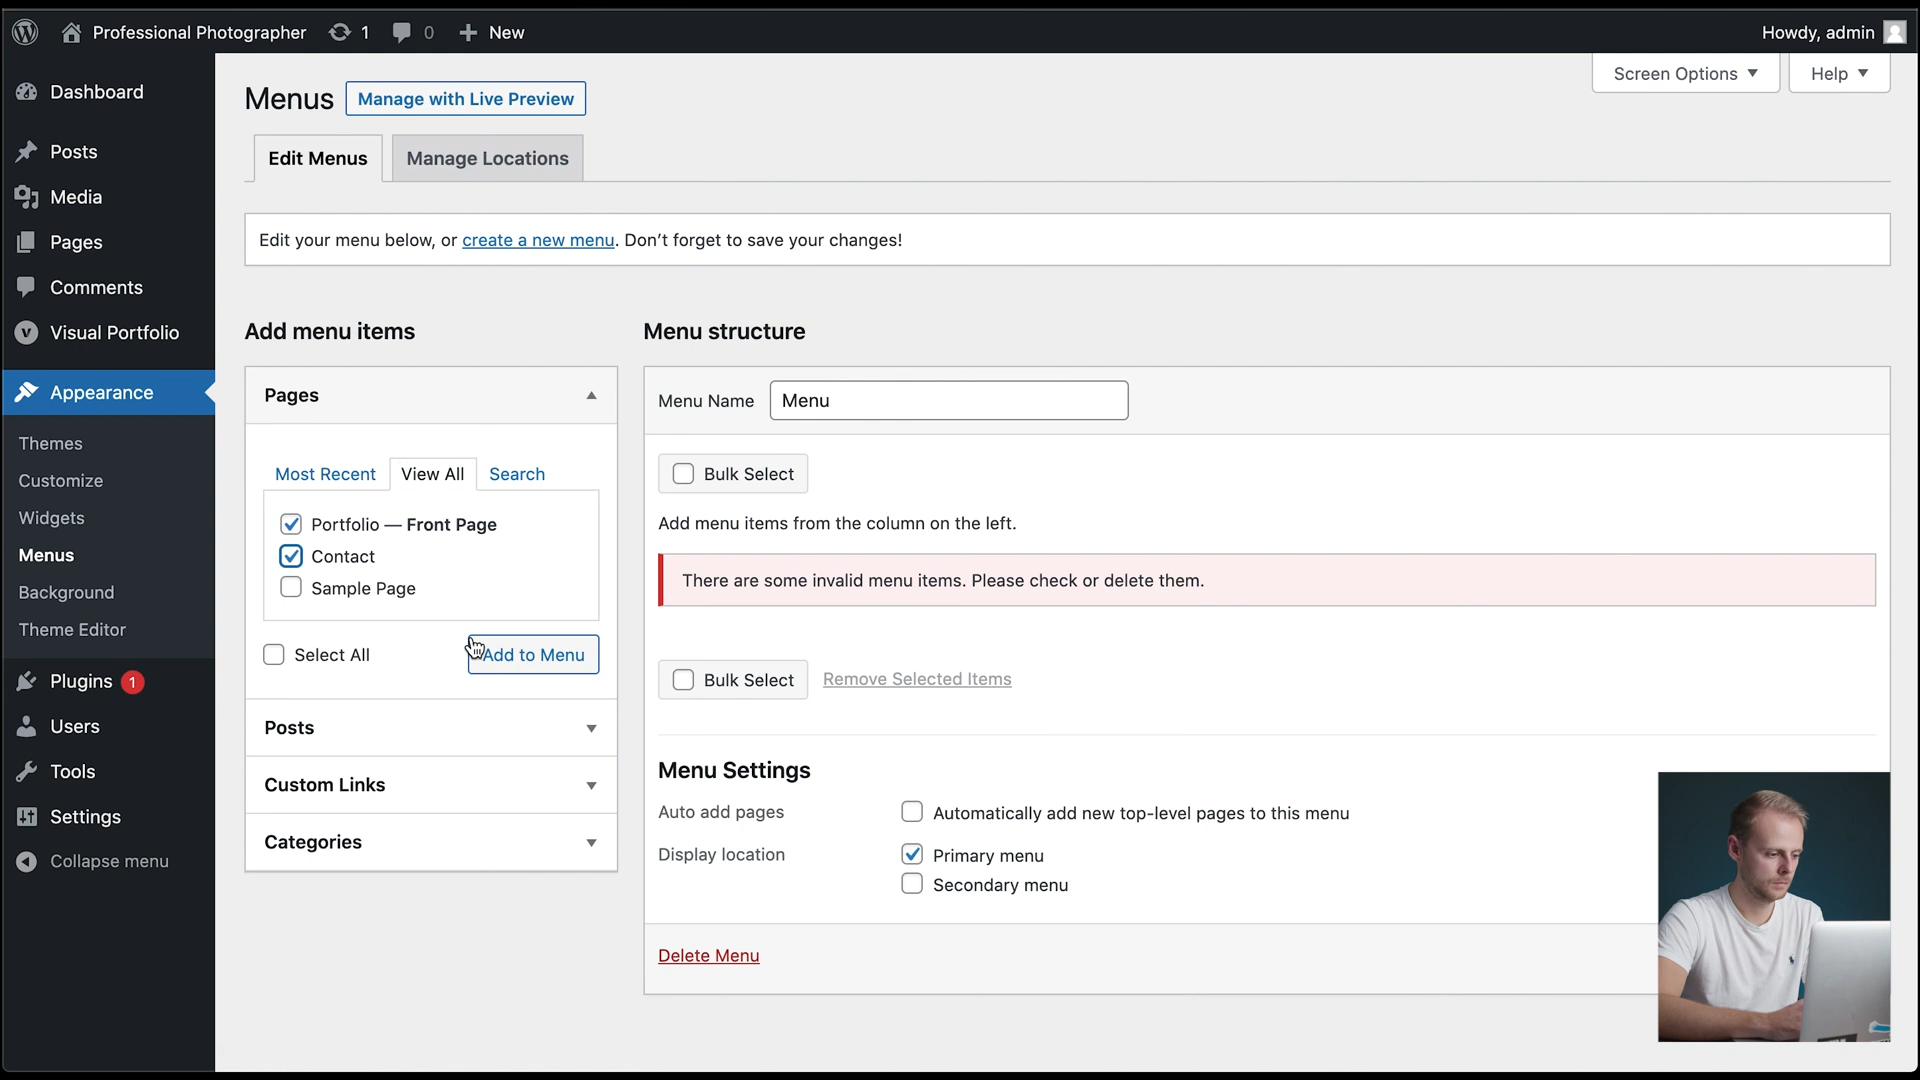 Professional Photographer 1 0 New Howdy, admin
Dashboard
Posts
Media
Pages
Comments
Visual Portfolio
Appearance
Themes
Customize
Widgets
Menus
Background
Theme Editor
Plugins 1
Users
Tools
Settings
Collapse menu
Screen Options Help
Menus Manage with Live Preview
Edit Menus Manage Locations
Edit your menu below, or create a new menu. Don’t forget to save your changes!
Add menu items
Pages
Most Recent View All Search
Portfolio — Front Page
Contact
Sample Page
Select All Add to Menu
Posts
Custom Links
Categories
Menu structure
Menu Name Menu
Bulk Select
Add menu items from the column on the left.
There are some invalid menu items. Please check or delete them.
Bulk Select Remove Selected Items
Menu Settings
Auto add pages Automatically add new top-level pages to this menu
Display location Primary menu
Secondary menu
Delete Menu